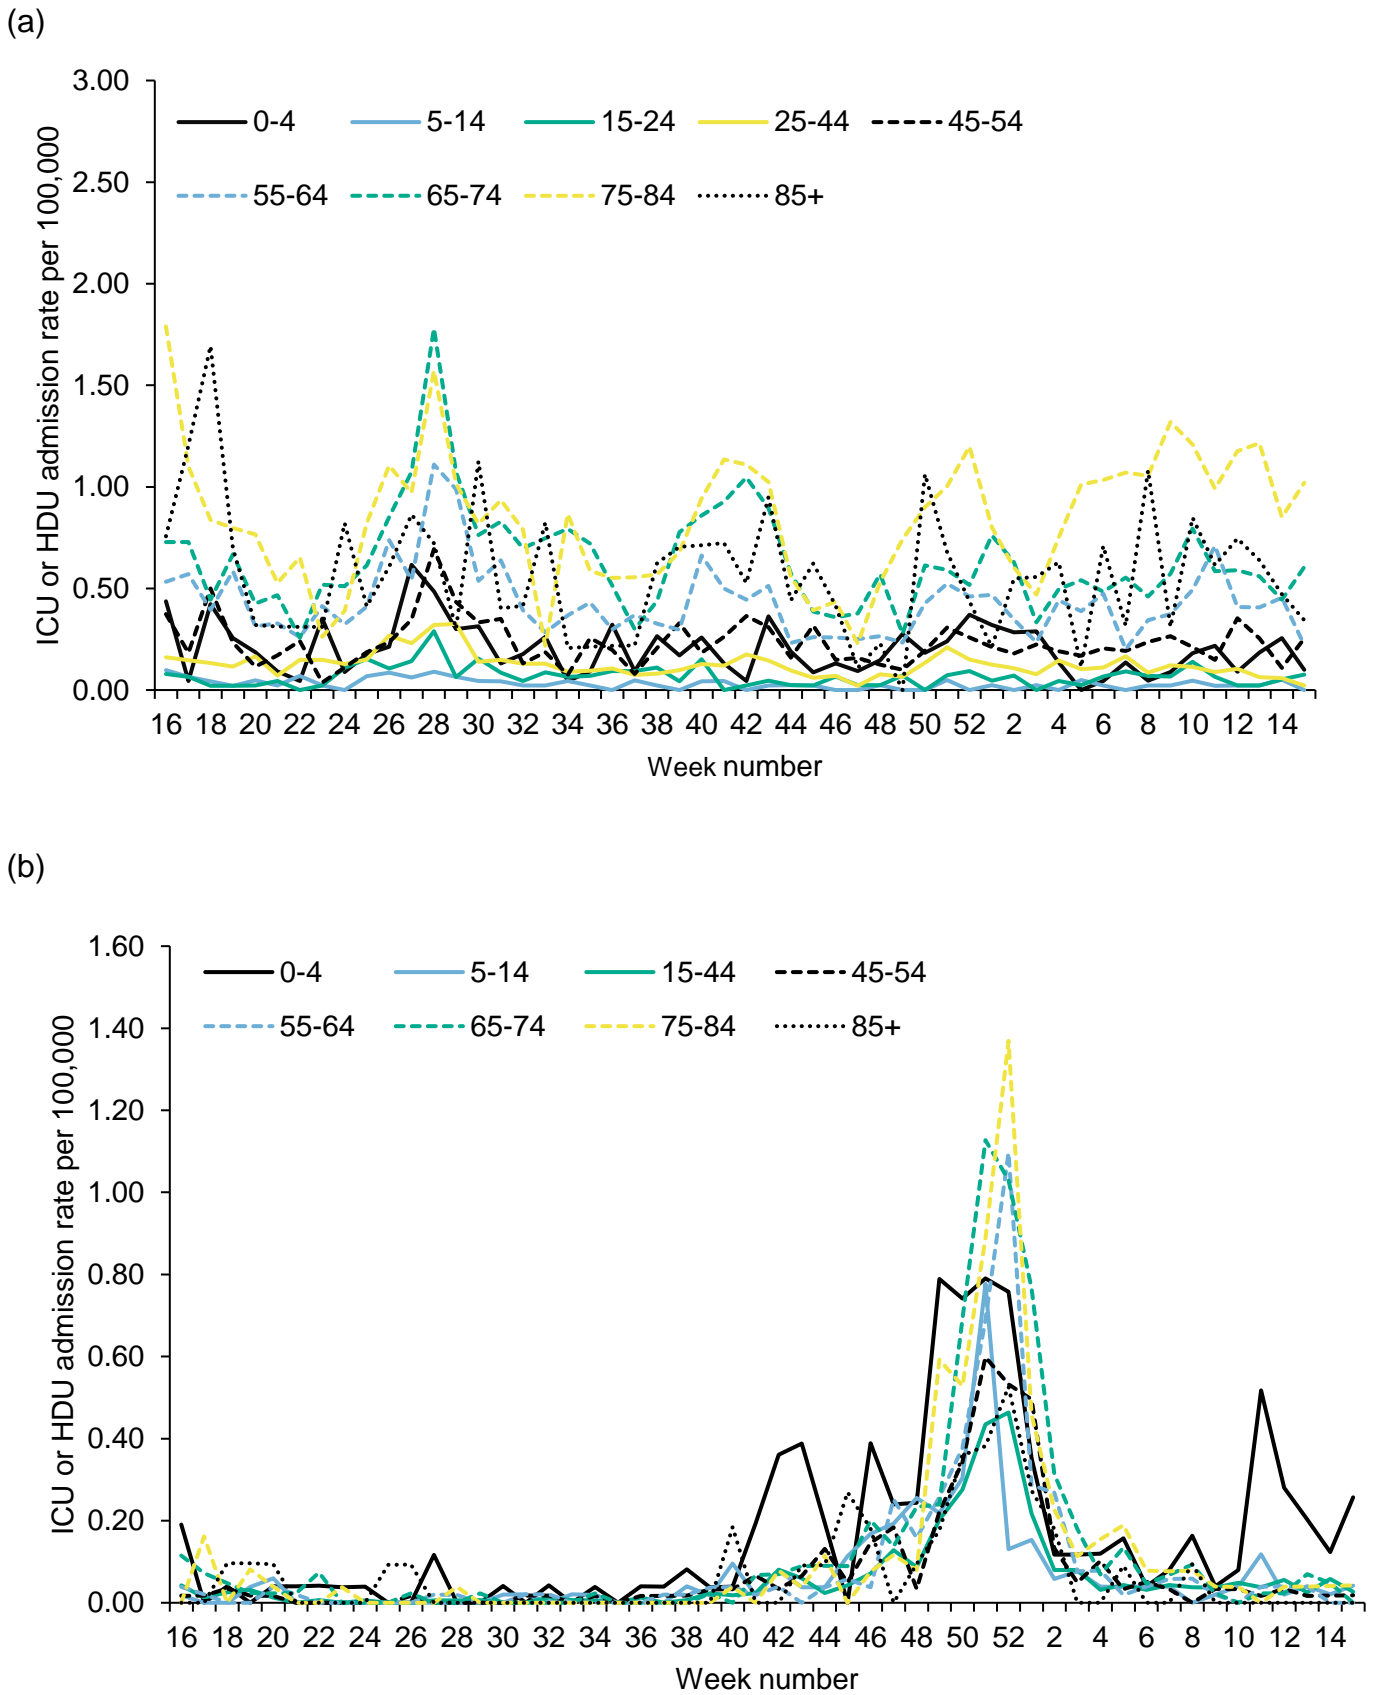 (a)
ICU or HDU admission rate per 100,000
3.00
2.50
2.00
1.50
1.00
0.50
0.00
0-4 5-14 15-24 25-44 45-54
55-64 65-74 75-84 85+
16 18 20 22 24 26 28 30 32 34 36 38 40 42 44 46 48 50 52 2 4 6 8 10 12 14
Week number
(b)
ICU or HDU admission rate per 100,000
1.60
1.40
1.20
1.00
0.80
0.60
0.40
0.20
0.00
0-4 5-14 15-44 45-54
55-64 65-74 75-84 85+
16 18 20 22 24 26 28 30 32 34 36 38 40 42 44 46 48 50 52 2 4 6 8 10 12 14
Week number